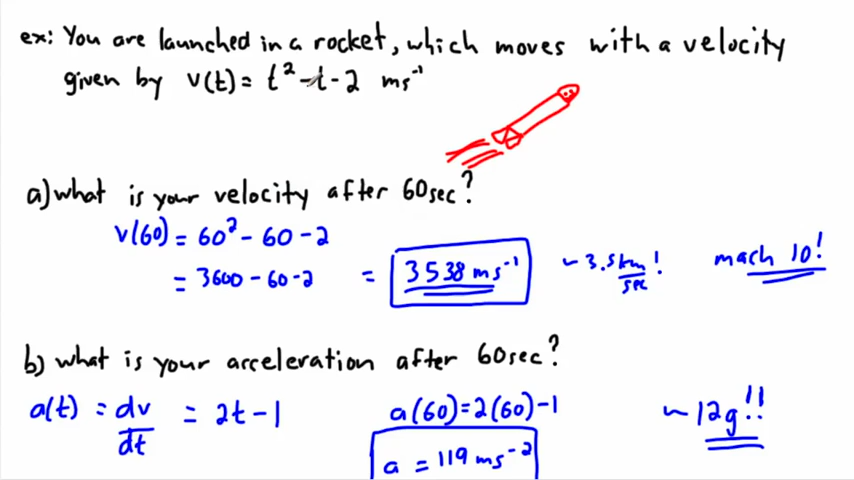 ex: You are launched in a rocket, which moves with a velocity
given by v(t) = t² - t - 2 ms⁻¹
a) what is your velocity after 60sec?
v(60) = 60² - 60 - 2
= 3600 - 60 - 2 = 3538 ms⁻¹ ~ 3.5 km/sec! mach 10!
b) what is your acceleration after 60sec?
a(t) = dv/dt = 2t - 1 a(60) = 2(60) - 1 ~ 12g!!
a = 119 ms⁻²